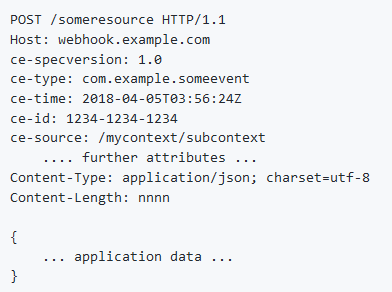 POST /someresource HTTP/1.1
Host: webhook.example.com
ce-specversion: 1.0
ce-type: com.example.someevent
ce-time: 2018-04-05T03:56:24Z
ce-id: 1234-1234-1234
ce-source: /mycontext/subcontext
    .... further attributes ...
Content-Type: application/json; charset=utf-8
Content-Length: nnnn

{
    ... application data ...
}